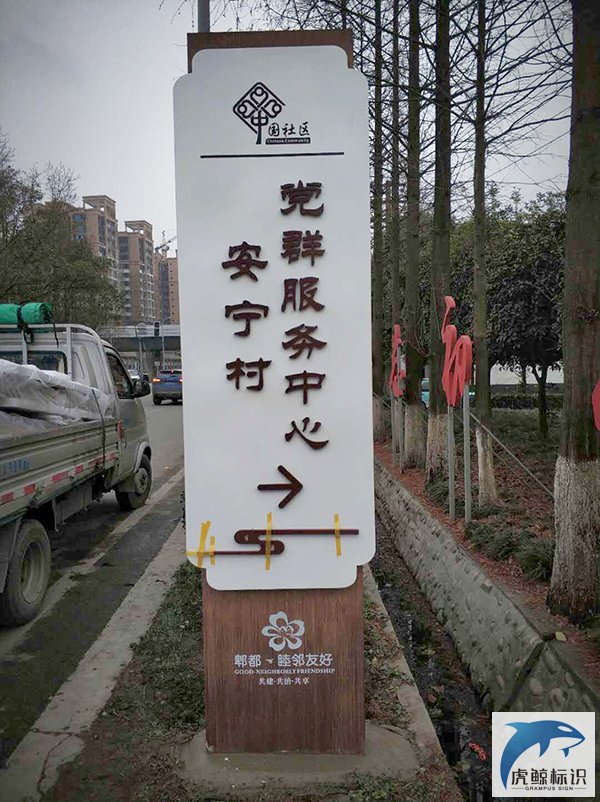 国社区
Chinese Community
安宁村
党群服务中心
郫都·睦邻友好
GOOD-NEIGHBORLY FRIENDSHIP
共建·共治·共享
虎鲸标识
GRAMPUS SIGN